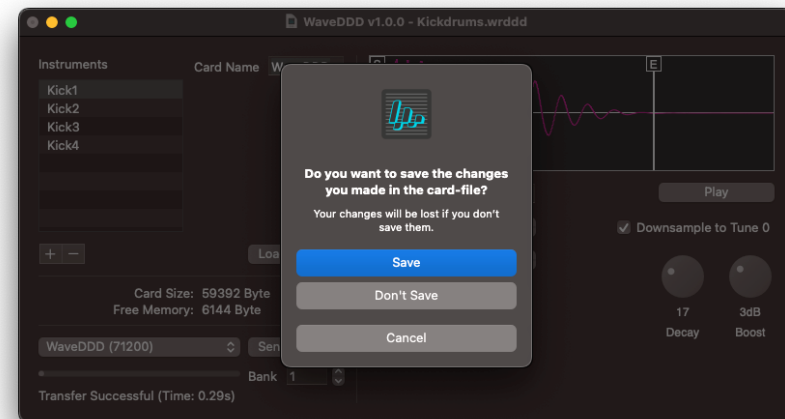 WaveDDD v1.0.0 - Kickdrums.wrddd
Instruments
Card Name
Kick1
Kick2
Kick3
Kick4
E
Do you want to save the changes
you made in the card-file?
Your changes will be lost if you don't
save them.
Save
Don't Save
Cancel
Play
Downsample to Tune 0
+ −
Card Size: 59392 Byte
Free Memory: 6144 Byte
17
3dB
Decay
Boost
WaveDDD (71200)
Bank 1
Transfer Successful (Time: 0.29s)